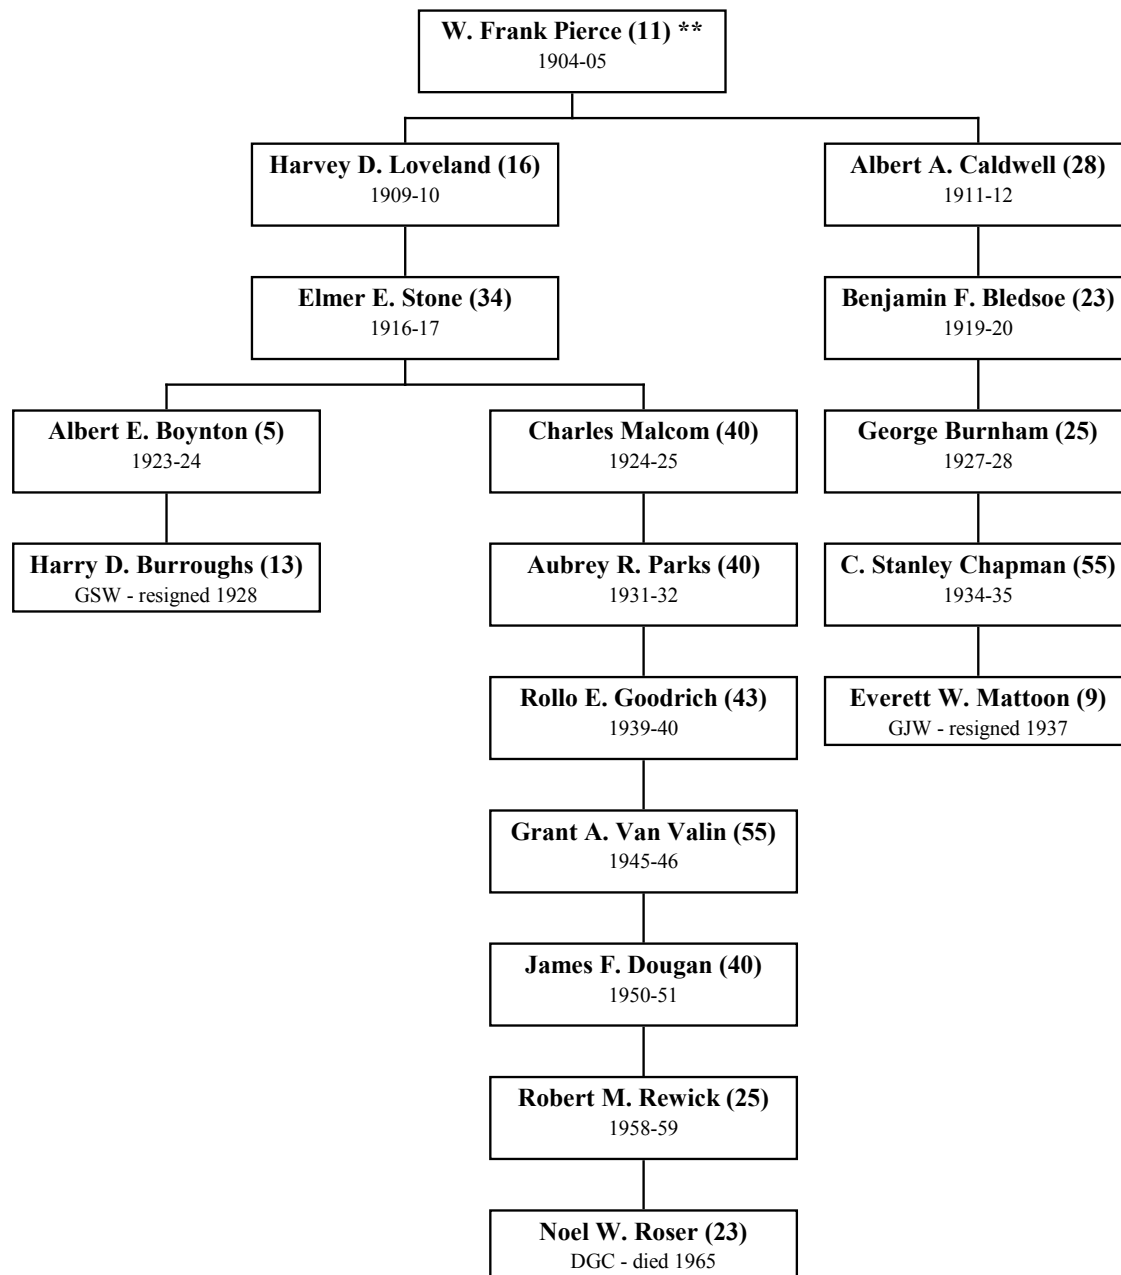 W. Frank Pierce (11) **
1904-05
Harvey D. Loveland (16)
1909-10
Albert A. Caldwell (28)
1911-12
Elmer E. Stone (34)
1916-17
Benjamin F. Bledsoe (23)
1919-20
Albert E. Boynton (5)
1923-24
Charles Malcom (40)
1924-25
George Burnham (25)
1927-28
Harry D. Burroughs (13)
GSW - resigned 1928
Aubrey R. Parks (40)
1931-32
C. Stanley Chapman (55)
1934-35
Rollo E. Goodrich (43)
1939-40
Everett W. Mattoon (9)
GJW - resigned 1937
Grant A. Van Valin (55)
1945-46
James F. Dougan (40)
1950-51
Robert M. Rewick (25)
1958-59
Noel W. Roser (23)
DGC - died 1965